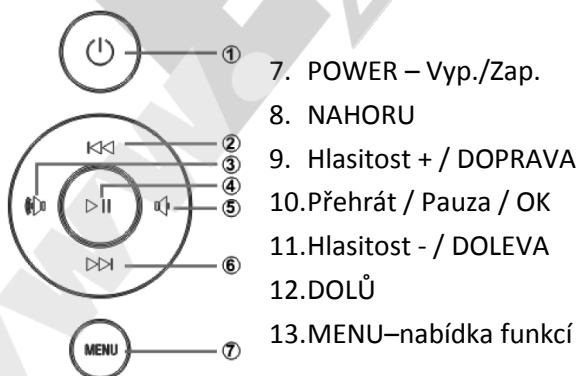 ①
②
③
④
⑤
⑥
MENU ⑦
7. POWER – Vyp./Zap.
8. NAHORU
9. Hlasitost + / DOPRAVA
10.Přehrát / Pauza / OK
11.Hlasitost - / DOLEVA
12.DOLŮ
13.MENU–nabídka funkcí